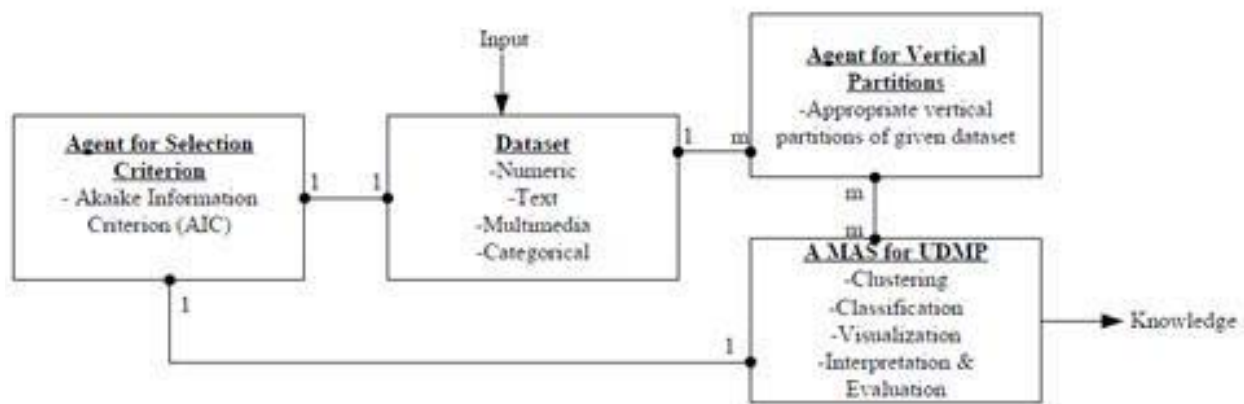 Input
Agent for Selection
Criterion
- Akaike Information
Criterion (AIC)
1
1
Dataset
-Numeric
-Text
-Multimedia
-Categorical
1
m
Agent for Vertical
Partitions
-Appropriate vertical
partitions of given dataset
m
m
A MAS for UDMP
-Clustering
-Classification
-Visualization
-Interpretation &
Evaluation
1
1
Knowledge